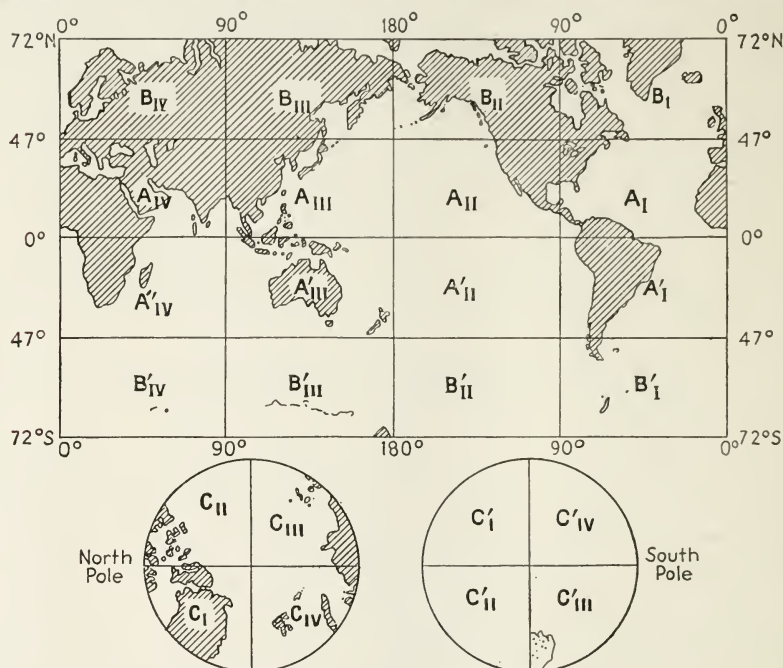 0° 90° 180° 90° 0°
72°N 72°N
B_IV B_III B_II B_I
47° 47°
A_IV A_III A_II A_I
0° 0°
A''_IV A'_III A'_II A'_I
47° 47°
B'_IV B'_III B'_II B'_I
72°S 72°S
0° 90° 180° 90° 0°
C_II C_III C'_I C'_IV
North Pole South Pole
C_I C_IV C'_II C'_III